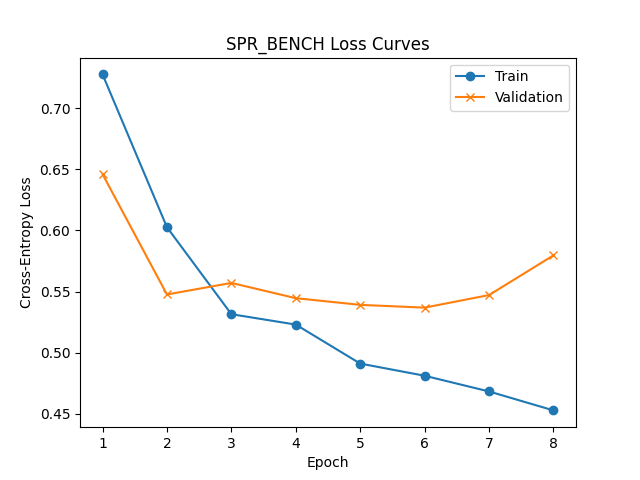 SPR_BENCH Loss Curves
Train
Validation
Cross-Entropy Loss
0.70
0.65
0.60
0.55
0.50
0.45
1 2 3 4 5 6 7 8
Epoch